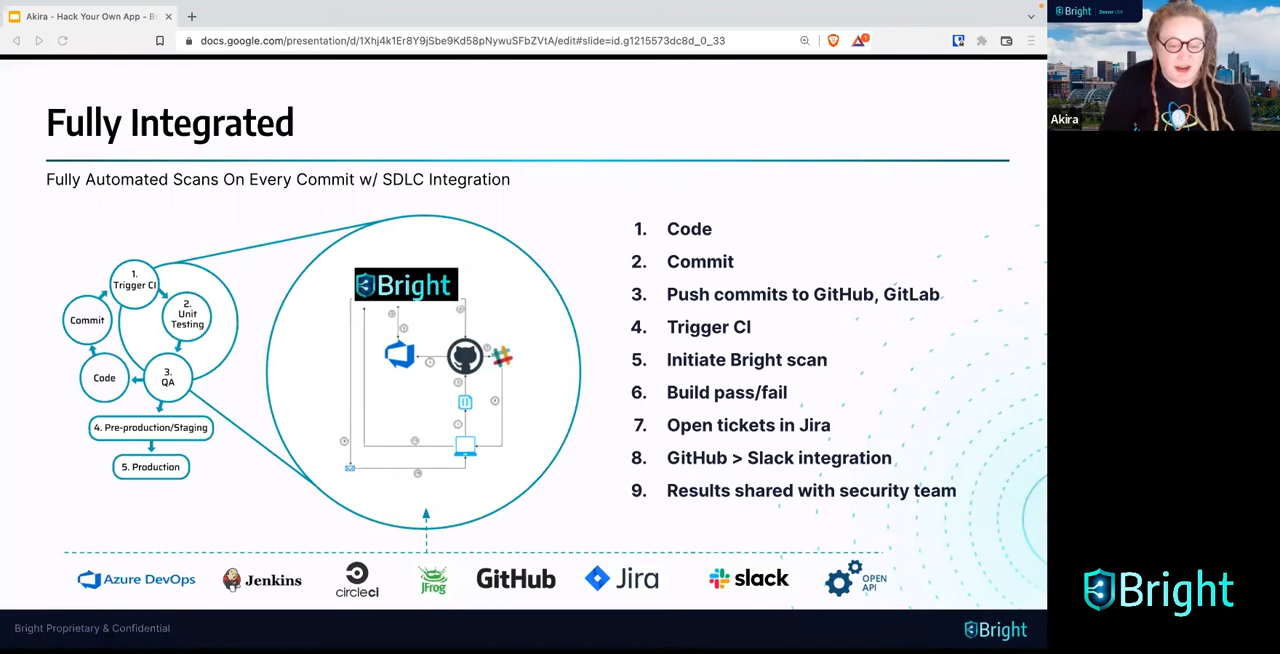 Akira - Hack Your Own App - B
docs.google.com/presentation/d/1Xhj4k1Er8Y9jSbe9Kd58pNywuSFbZVtA/edit#slide=id.g1215573dc8d_0_33
Bright
Denver USA
Akira
Fully Integrated
Fully Automated Scans On Every Commit w/ SDLC Integration
1.
Trigger CI
2.
Unit
Testing
Commit
Code
3.
QA
4. Pre-production/Staging
5. Production
Bright
1. Code
2. Commit
3. Push commits to GitHub, GitLab
4. Trigger CI
5. Initiate Bright scan
6. Build pass/fail
7. Open tickets in Jira
8. GitHub > Slack integration
9. Results shared with security team
Azure DevOps
Jenkins
circleci
JFrog
GitHub
Jira
slack
OPEN
API
Bright Proprietary & Confidential
Bright
Bright